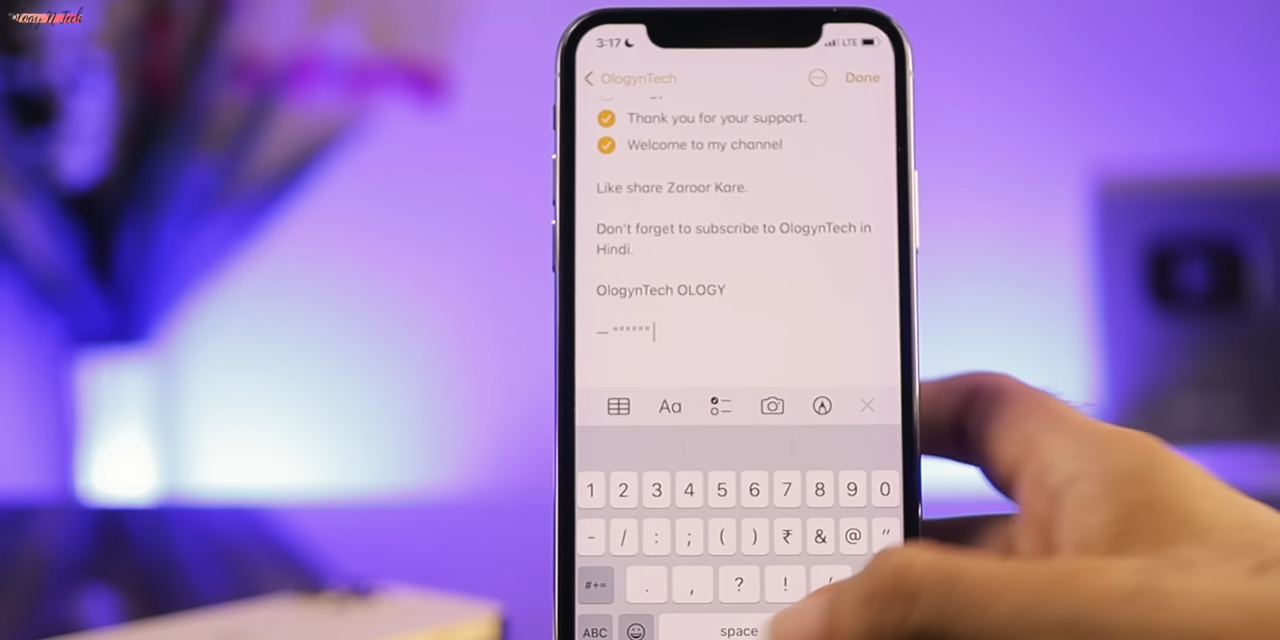 Logy N Tech
3:17
LTE
OlogynTech
Done
Thank you for your support.
Welcome to my channel
Like share Zaroor Kare.
Don't forget to subscribe to OlogynTech in
Hindi.
OlogynTech OLOGY
— """"""
Aa
1 2 3 4 5 6 7 8 9 0
- / : ; ( ) ₹ & @ "
#+= . , ? ! '
ABC space